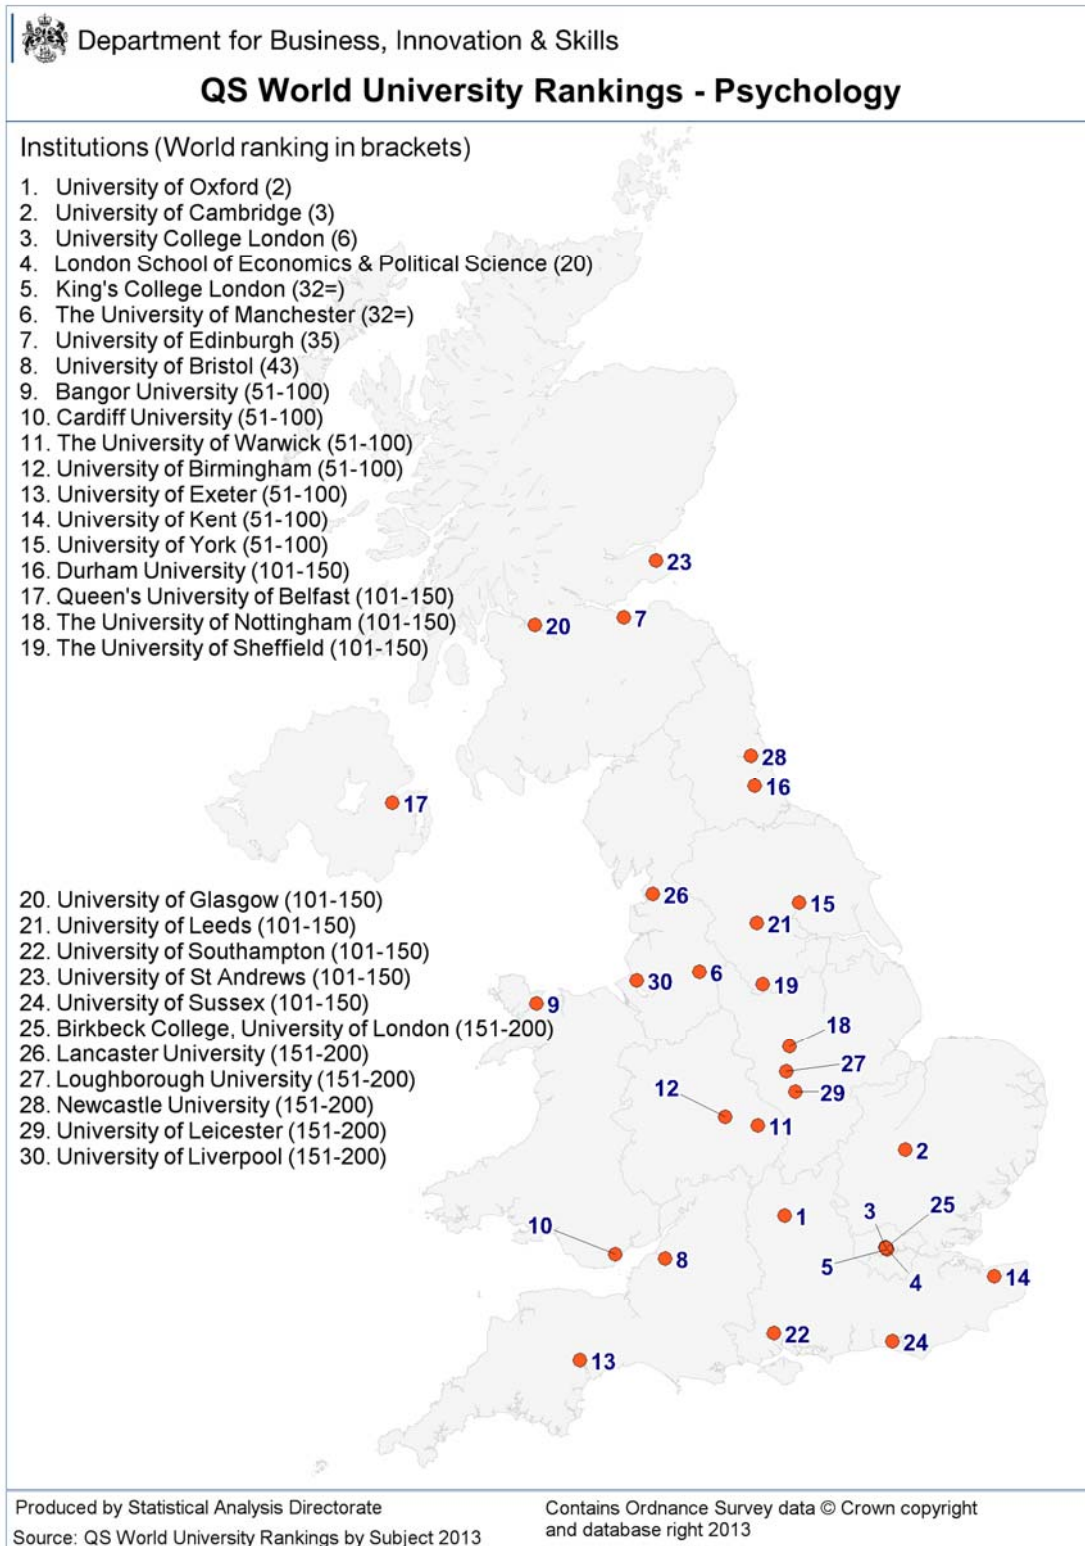 Department for Business, Innovation & Skills
QS World University Rankings - Psychology
Institutions (World ranking in brackets)
1. University of Oxford (2)
2. University of Cambridge (3)
3. University College London (6)
4. London School of Economics & Political Science (20)
5. King's College London (32=)
6. The University of Manchester (32=)
7. University of Edinburgh (35)
8. University of Bristol (43)
9. Bangor University (51-100)
10. Cardiff University (51-100)
11. The University of Warwick (51-100)
12. University of Birmingham (51-100)
13. University of Exeter (51-100)
14. University of Kent (51-100)
15. University of York (51-100)
16. Durham University (101-150)
17. Queen's University of Belfast (101-150)
18. The University of Nottingham (101-150)
19. The University of Sheffield (101-150)
20. University of Glasgow (101-150)
21. University of Leeds (101-150)
22. University of Southampton (101-150)
23. University of St Andrews (101-150)
24. University of Sussex (101-150)
25. Birkbeck College, University of London (151-200)
26. Lancaster University (151-200)
27. Loughborough University (151-200)
28. Newcastle University (151-200)
29. University of Leicester (151-200)
30. University of Liverpool (151-200)
23
7
20
28
16
17
26
15
21
6
30
19
9
18
27
12
29
11
2
25
3
1
10
8
5
14
4
22
24
13
Produced by Statistical Analysis Directorate
Source: QS World University Rankings by Subject 2013
Contains Ordnance Survey data © Crown copyright
and database right 2013